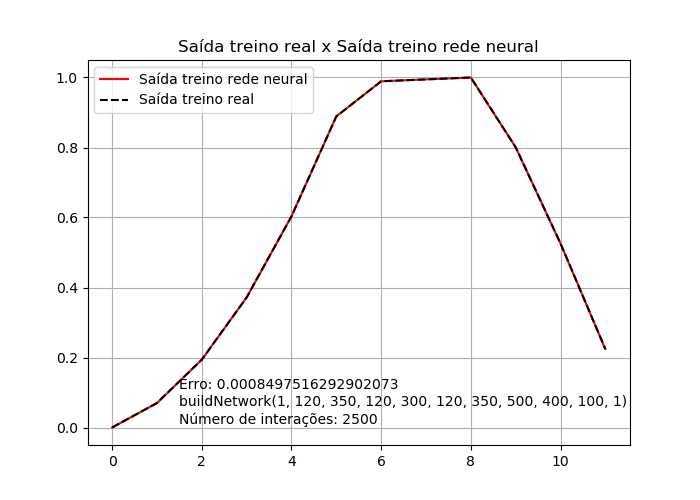 Saída treino real x Saída treino rede neural
1.0
0.8
0.6
0.4
0.2
0.0
Saída treino rede neural
Saída treino real
Erro: 0.0008497516292902073
buildNetwork(1, 120, 350, 120, 300, 120, 350, 500, 400, 100, 1)
Número de interações: 2500
0
2
4
6
8
10